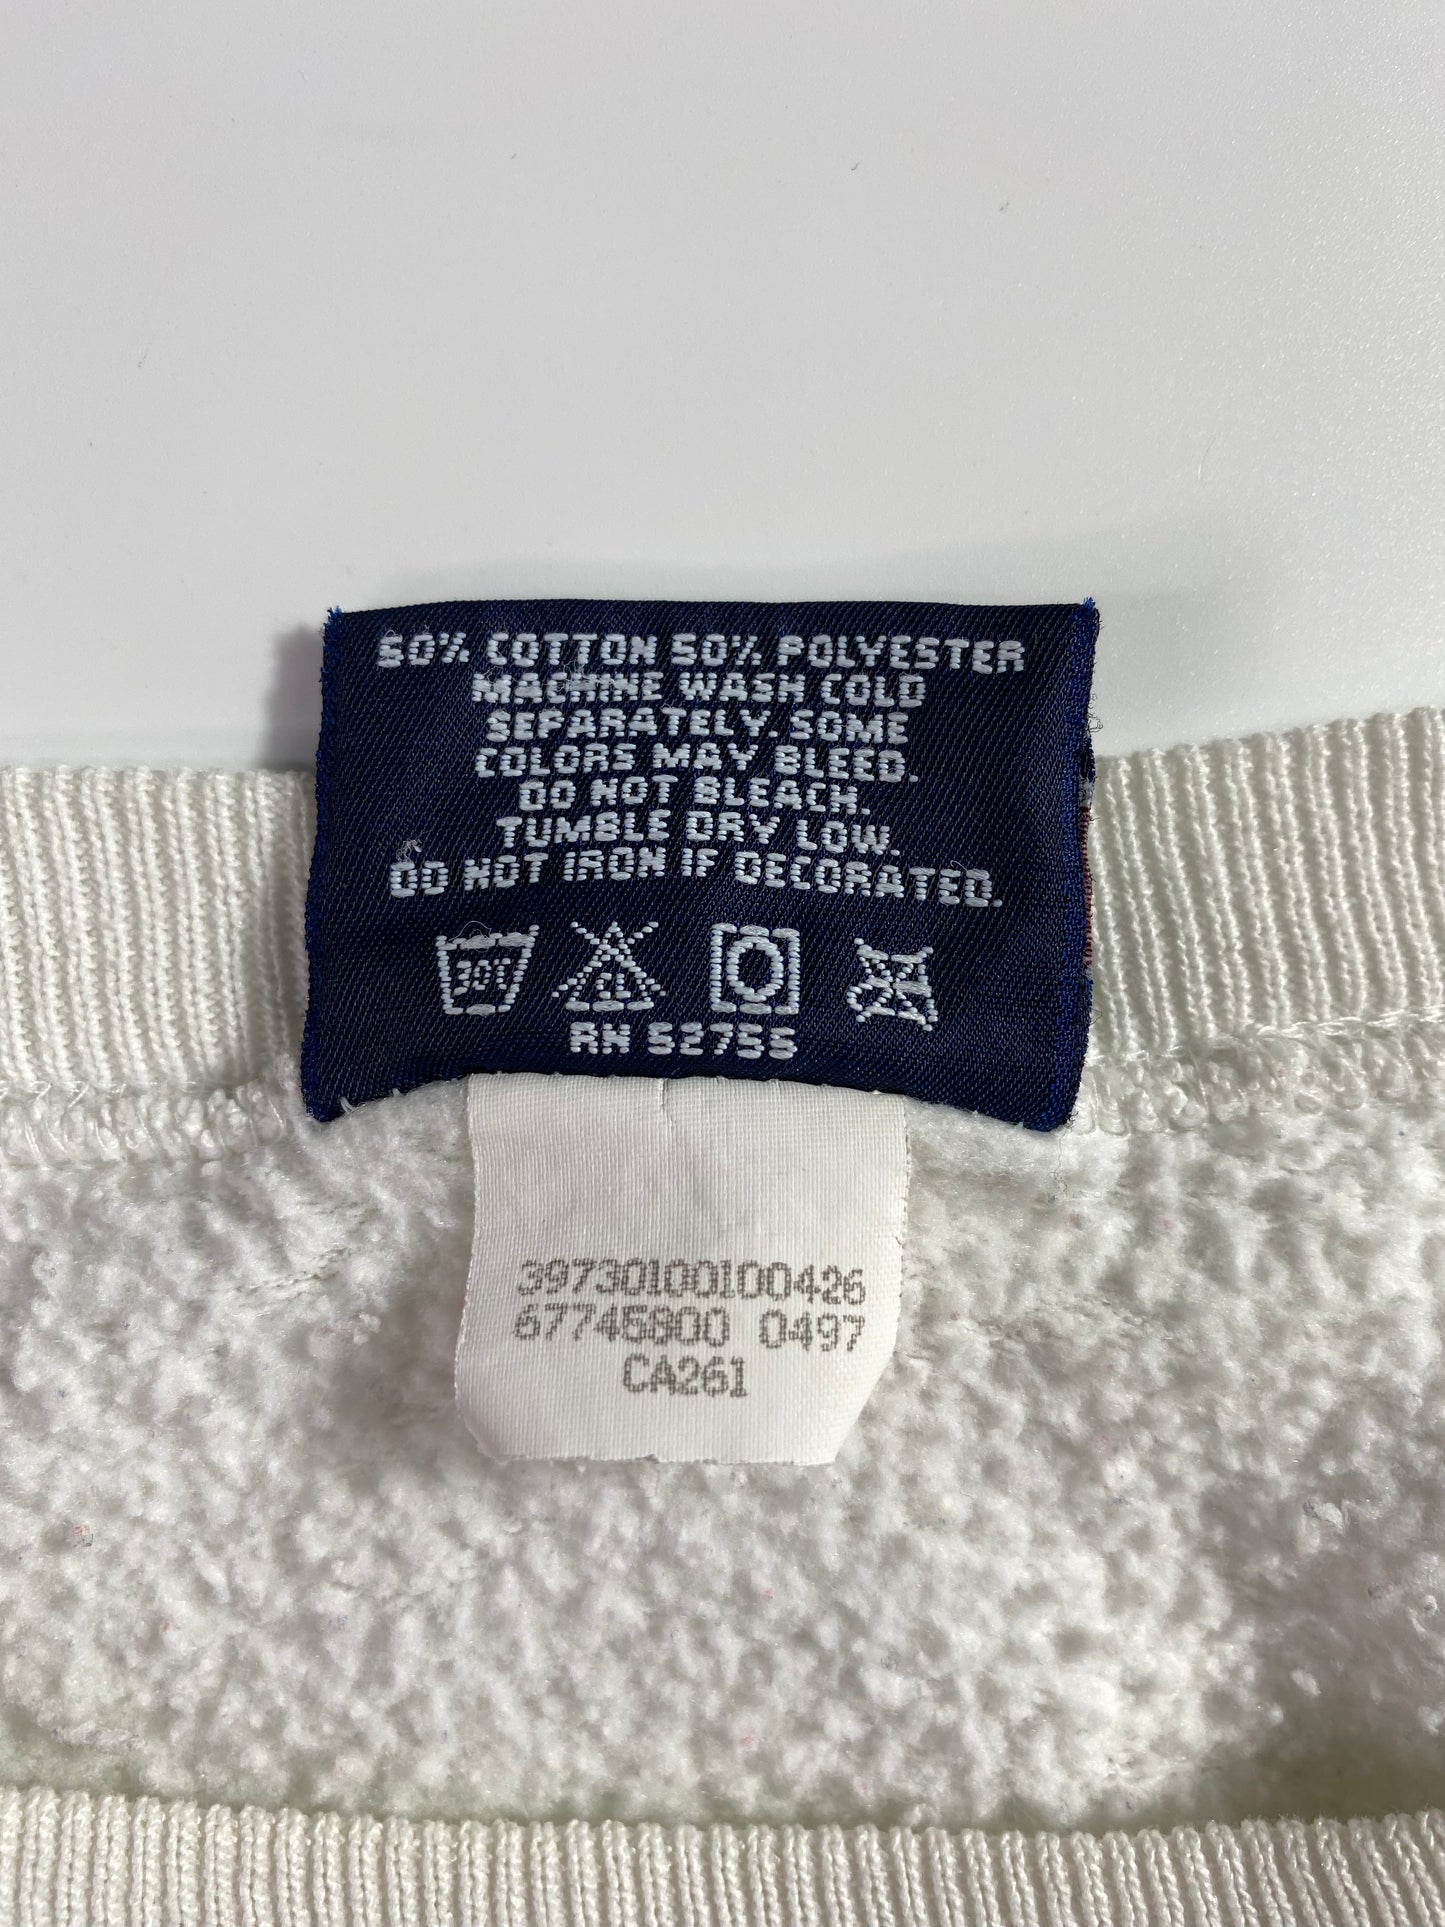 50% COTTON 50% POLYESTER
MACHINE WASH COLD
SEPARATELY. SOME
COLORS MAY BLEED.
DO NOT BLEACH.
TUMBLE DRY LOW.
DO NOT IRON IF DECORATED.
RN 52755
39730100100426
67745800 0497
CA261